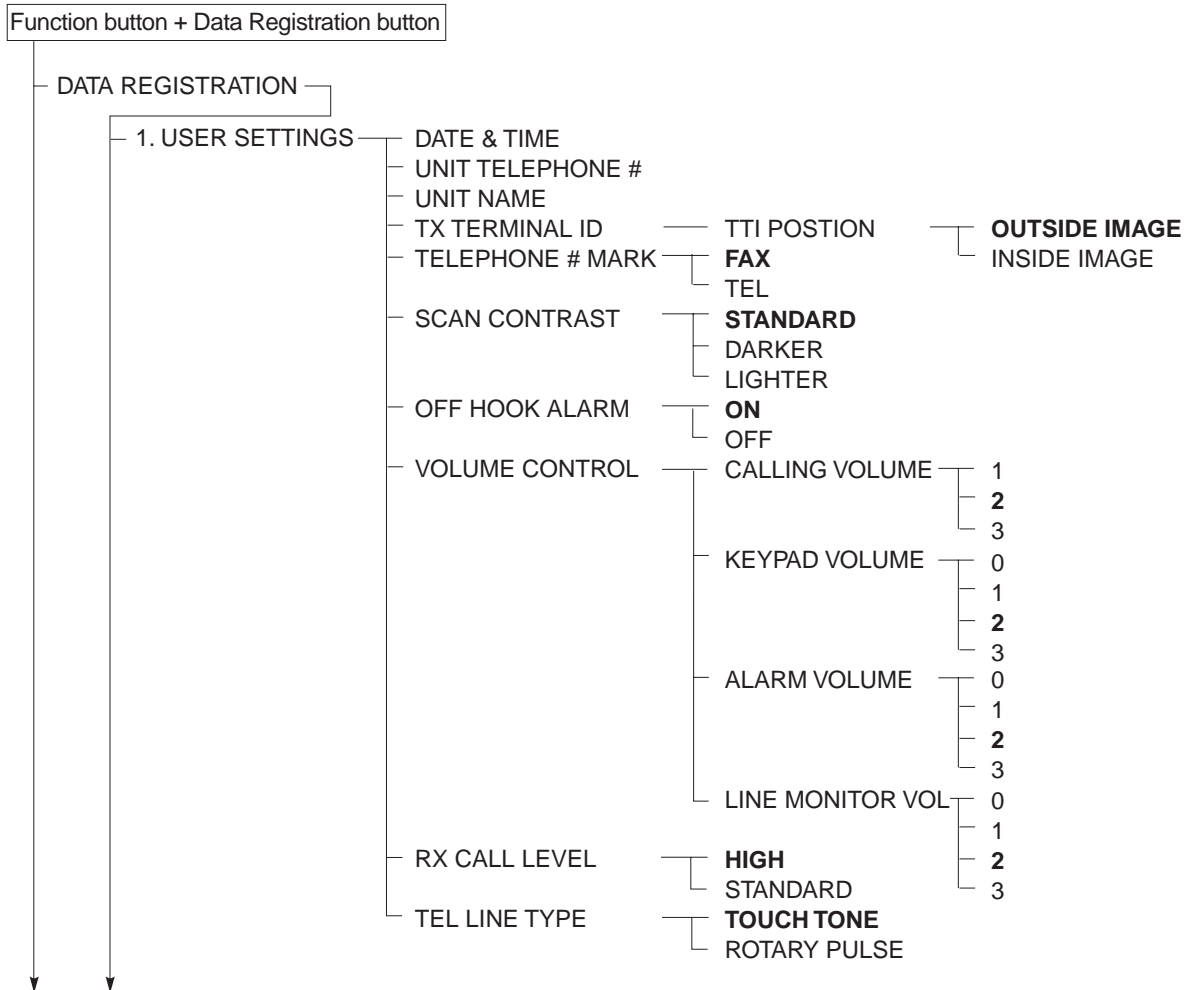 Function button + Data Registration button
DATA REGISTRATION
1. USER SETTINGS DATE & TIME
UNIT TELEPHONE #
UNIT NAME
TX TERMINAL ID TTI POSTION OUTSIDE IMAGE
INSIDE IMAGE
TELEPHONE # MARK FAX
TEL
SCAN CONTRAST STANDARD
DARKER
LIGHTER
OFF HOOK ALARM ON
OFF
VOLUME CONTROL CALLING VOLUME 1
2
3
KEYPAD VOLUME 0
1
2
3
ALARM VOLUME 0
1
2
3
LINE MONITOR VOL 0
1
2
3
RX CALL LEVEL HIGH
STANDARD
TEL LINE TYPE TOUCH TONE
ROTARY PULSE